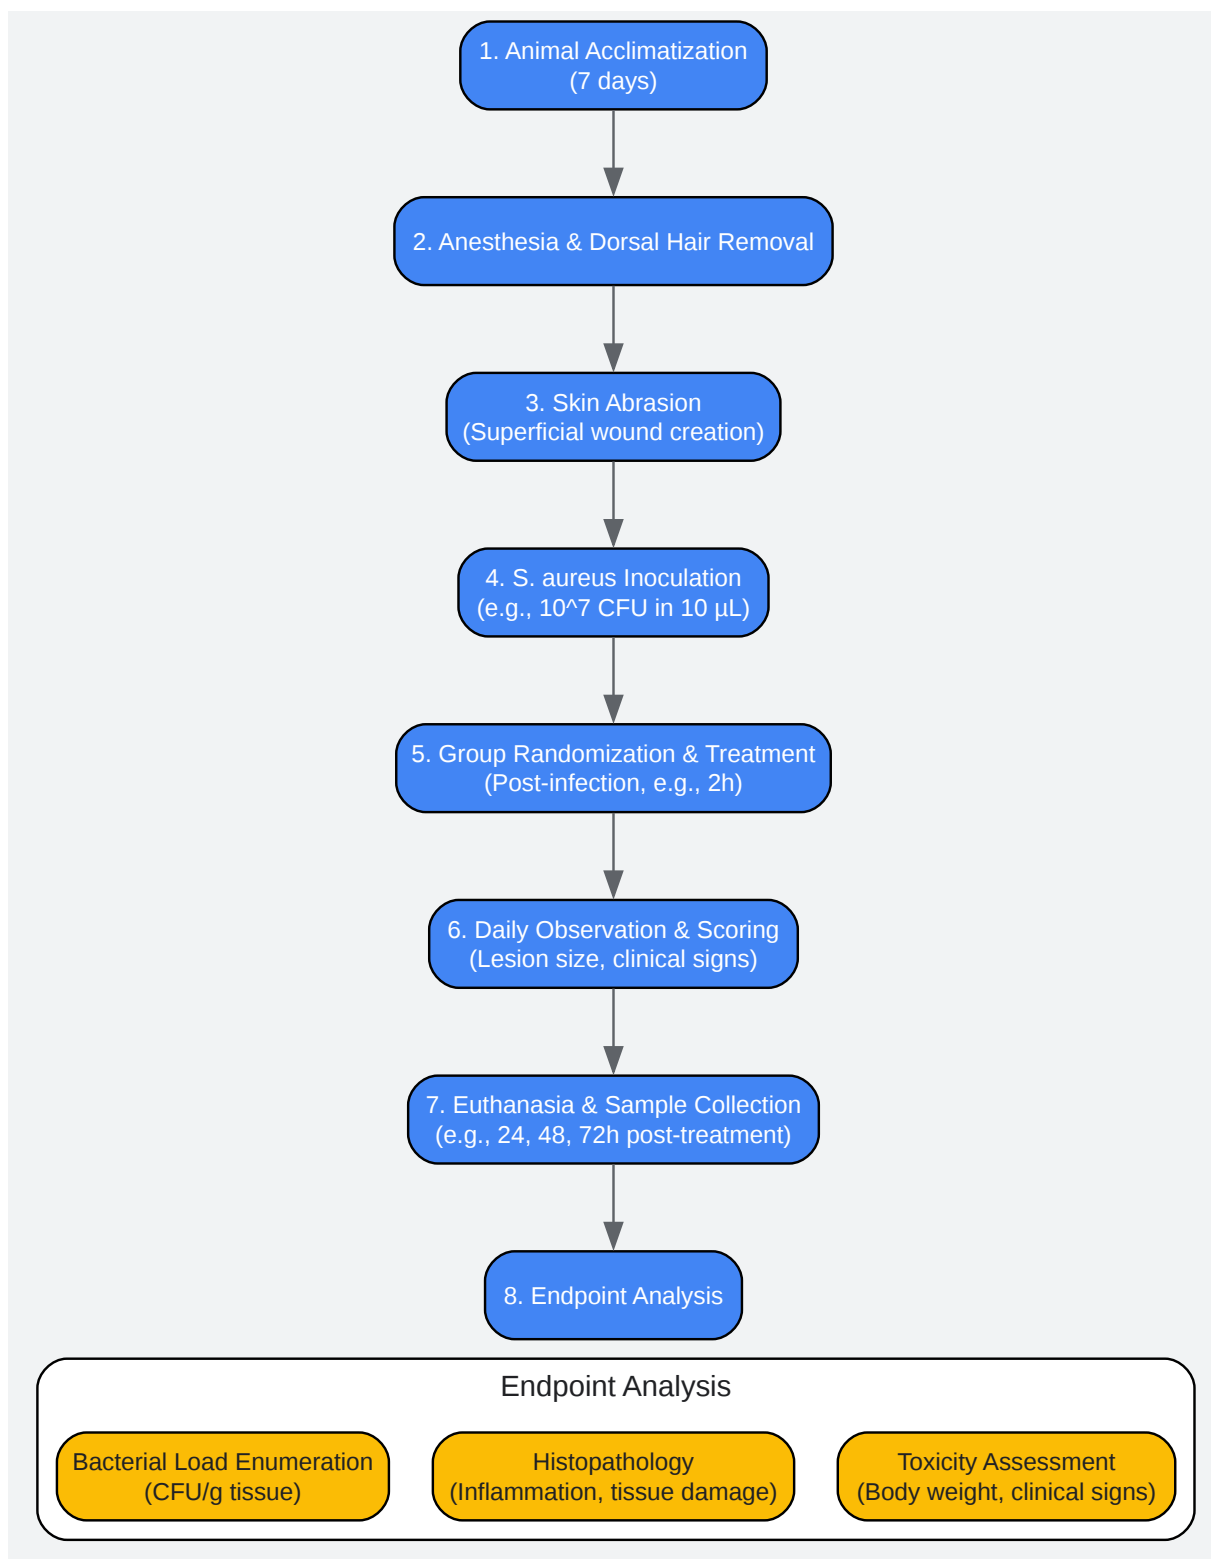 1. Animal Acclimatization
(7 days)
2. Anesthesia & Dorsal Hair Removal
3. Skin Abrasion
(Superficial wound creation)
4. S. aureus Inoculation
(e.g., 10^7 CFU in 10 µL)
5. Group Randomization & Treatment
(Post-infection, e.g., 2h)
6. Daily Observation & Scoring
(Lesion size, clinical signs)
7. Euthanasia & Sample Collection
(e.g., 24, 48, 72h post-treatment)
8. Endpoint Analysis
Endpoint Analysis
Bacterial Load Enumeration
(CFU/g tissue)
Histopathology
(Inflammation, tissue damage)
Toxicity Assessment
(Body weight, clinical signs)